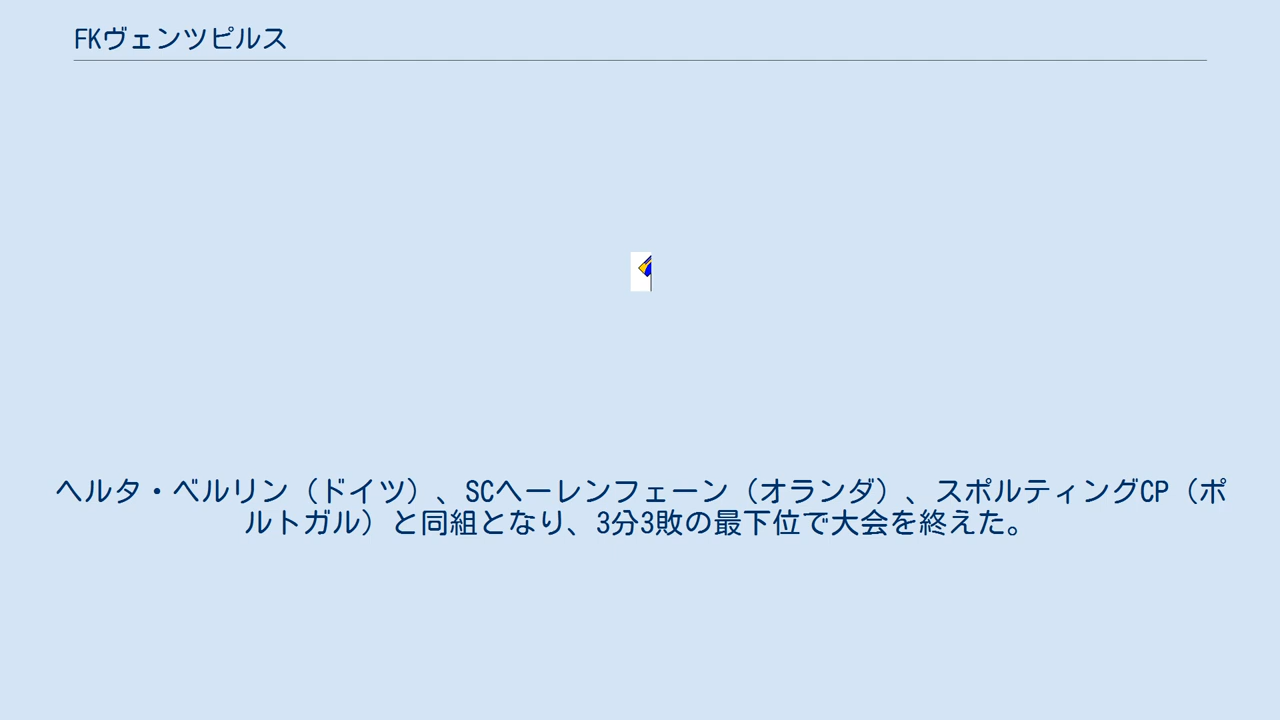 FKヴェンツピルス
ヘルタ・ベルリン（ドイツ）、SCヘーレンフェーン（オランダ）、スポルティングCP（ポ
ルトガル）と同組となり、3分3敗の最下位で大会を終えた。